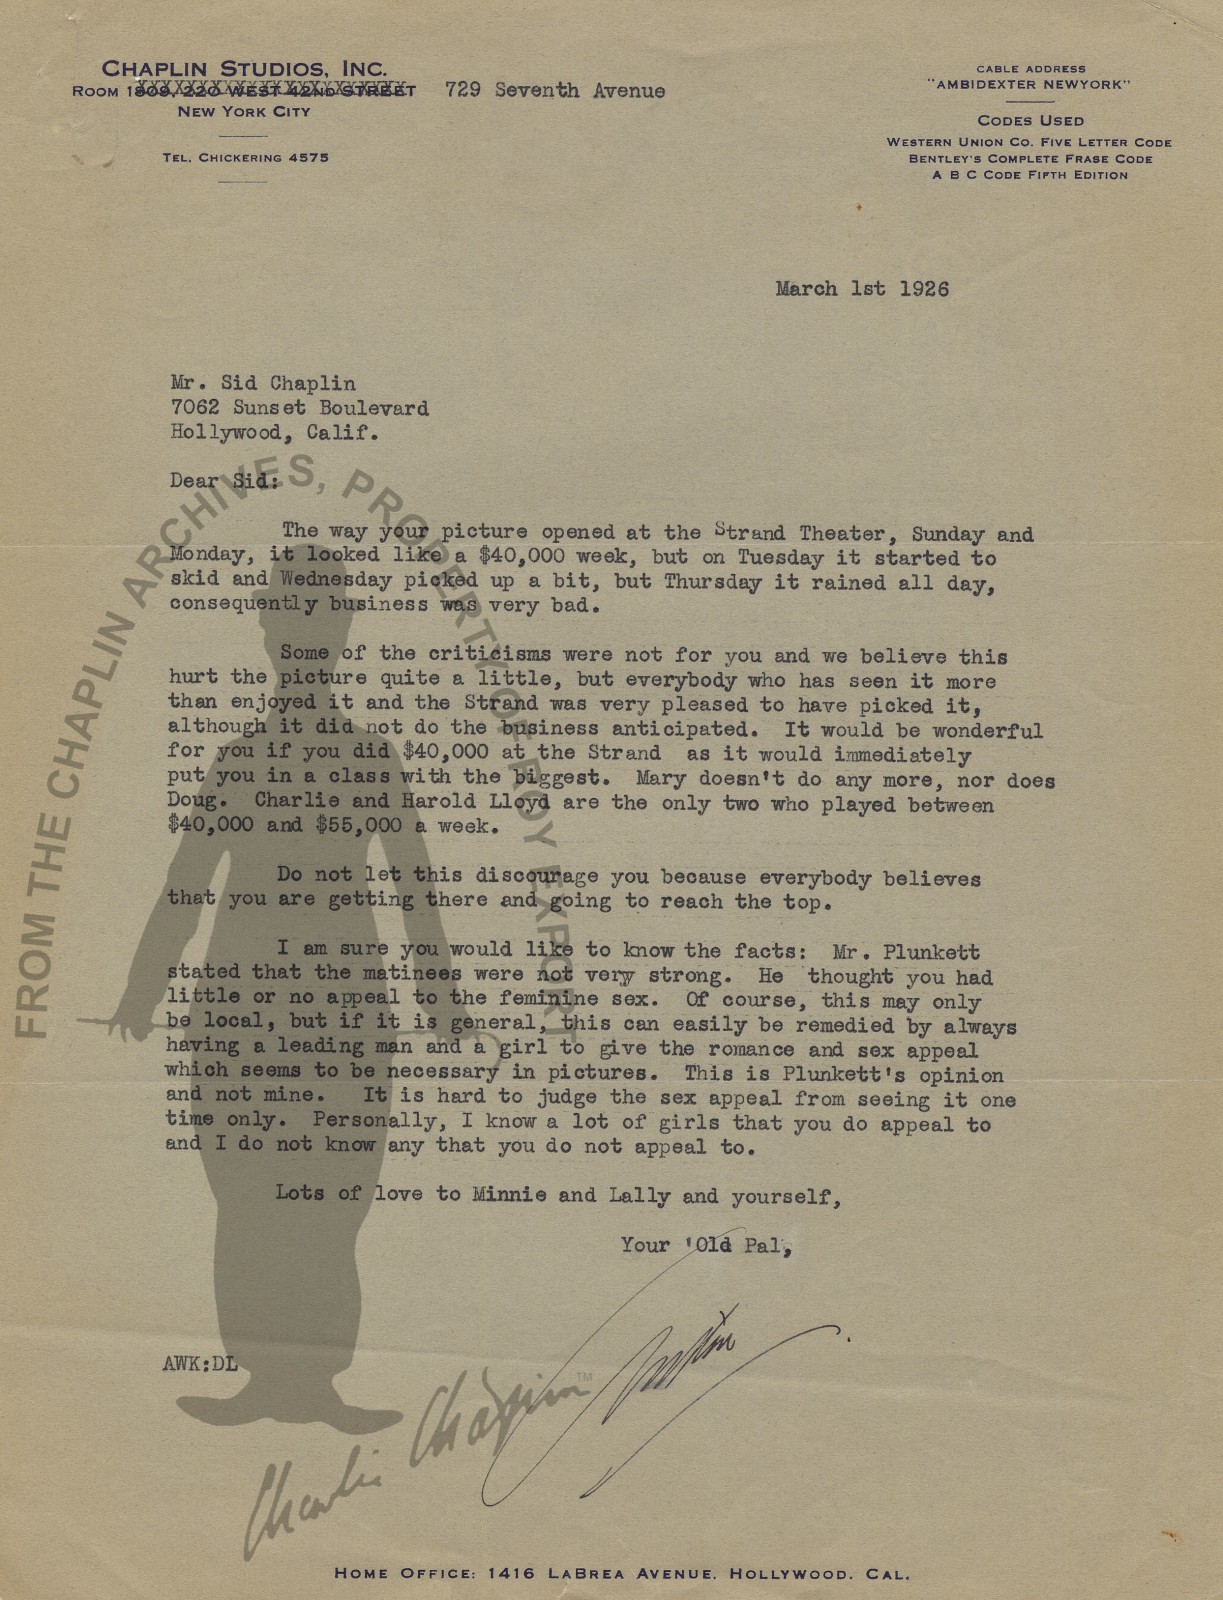 CHAPLIN STUDIOS, INC.
ROOM 1809, 220 WEST 42ND STREET 729 Seventh Avenue
NEW YORK CITY
TEL. CHICKERING 4575
CABLE ADDRESS
"AMBIDEXTER NEWYORK"
CODES USED
WESTERN UNION CO. FIVE LETTER CODE
BENTLEY'S COMPLETE FRASE CODE
A B C CODE FIFTH EDITION
March 1st 1926
Mr. Sid Chaplin
7062 Sunset Boulevard
Hollywood, Calif.
Dear Sid:
The way your picture opened at the Strand Theater, Sunday and
Monday, it looked like a $40,000 week, but on Tuesday it started to
skid and Wednesday picked up a bit, but Thursday it rained all day,
consequently business was very bad.
Some of the criticisms were not for you and we believe this
hurt the picture quite a little, but everybody who has seen it more
than enjoyed it and the Strand was very pleased to have picked it,
although it did not do the business anticipated. It would be wonderful
for you if you did $40,000 at the Strand as it would immediately
put you in a class with the biggest. Mary doesn't do any more, nor does
Doug. Charlie and Harold Lloyd are the only two who played between
$40,000 and $55,000 a week.
Do not let this discourage you because everybody believes
that you are getting there and going to reach the top.
I am sure you would like to know the facts: Mr. Plunkett
stated that the matinees were not very strong. He thought you had
little or no appeal to the feminine sex. Of course, this may only
be local, but if it is general, this can easily be remedied by always
having a leading man and a girl to give the romance and sex appeal
which seems to be necessary in pictures. This is Plunkett's opinion
and not mine. It is hard to judge the sex appeal from seeing it one
time only. Personally, I know a lot of girls that you do appeal to
and I do not know any that you do not appeal to.
Lots of love to Minnie and Lally and yourself,
Your 'Old Pal,
AWK:DL
HOME OFFICE: 1416 LABREA AVENUE. HOLLYWOOD. CAL.
FROM THE CHAPLIN ARCHIVES, PROPERTY OF ROY EXPORT
Charlie Chaplin™